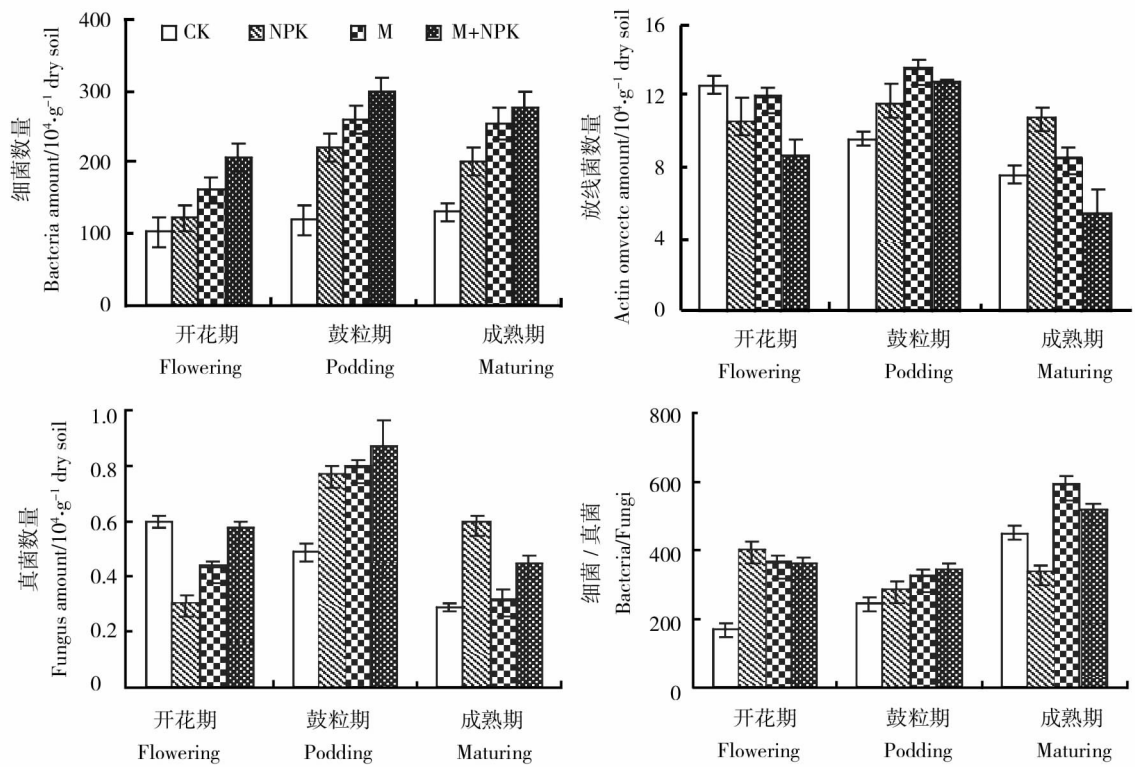 细菌数量
Bactcria amount/10⁴·g⁻¹ dry soil
400
300
200
100
0
CK NPK M M+NPK
开花期 鼓粒期 成熟期
Flowering Podding Maturing
放线菌数量
Actin omvcctc amount/10⁴·g⁻¹ dry soil
16
12
8
4
0
开花期 鼓粒期 成熟期
Flowering Podding Maturing
真菌数量
Fungus amount/10⁴·g⁻¹ dry soil
1.0
0.8
0.6
0.4
0.2
0
开花期 鼓粒期 成熟期
Flowering Podding Maturing
细菌 / 真菌
Bactcria/Fungi
800
600
400
200
0
开花期 鼓粒期 成熟期
Flowering Podding Maturing